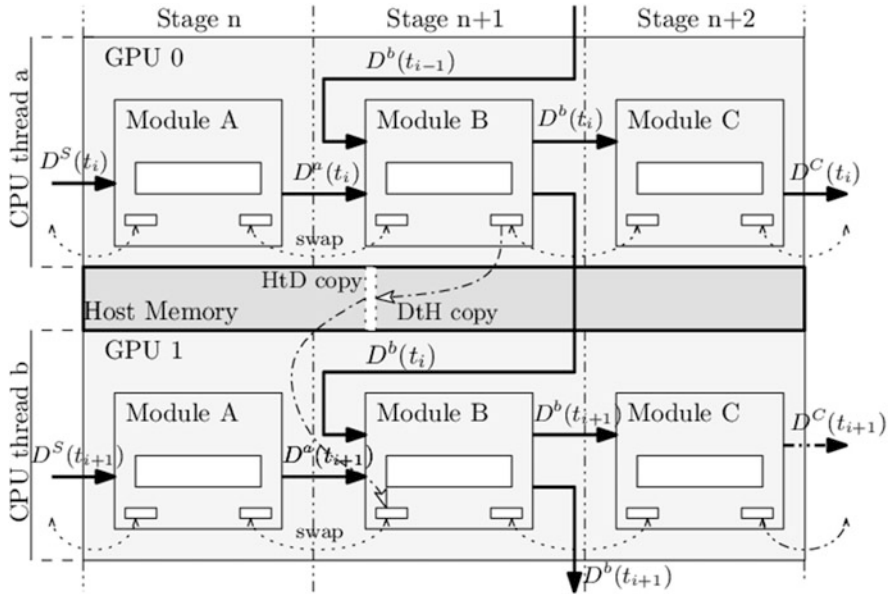 Stage n Stage n+1 Stage n+2
CPU thread a
GPU 0
D^b(t_{i-1})
Module A Module B D^b(t_i) Module C
D^S(t_i) D^a(t_i) D^C(t_i)
swap
HtD copy
Host Memory DtH copy
CPU thread b
GPU 1
D^b(t_i)
Module A Module B D^b(t_{i+1}) Module C
D^C(t_{i+1})
D^S(t_{i+1}) D^a(t_{i+1})
swap
D^b(t_{i+1})